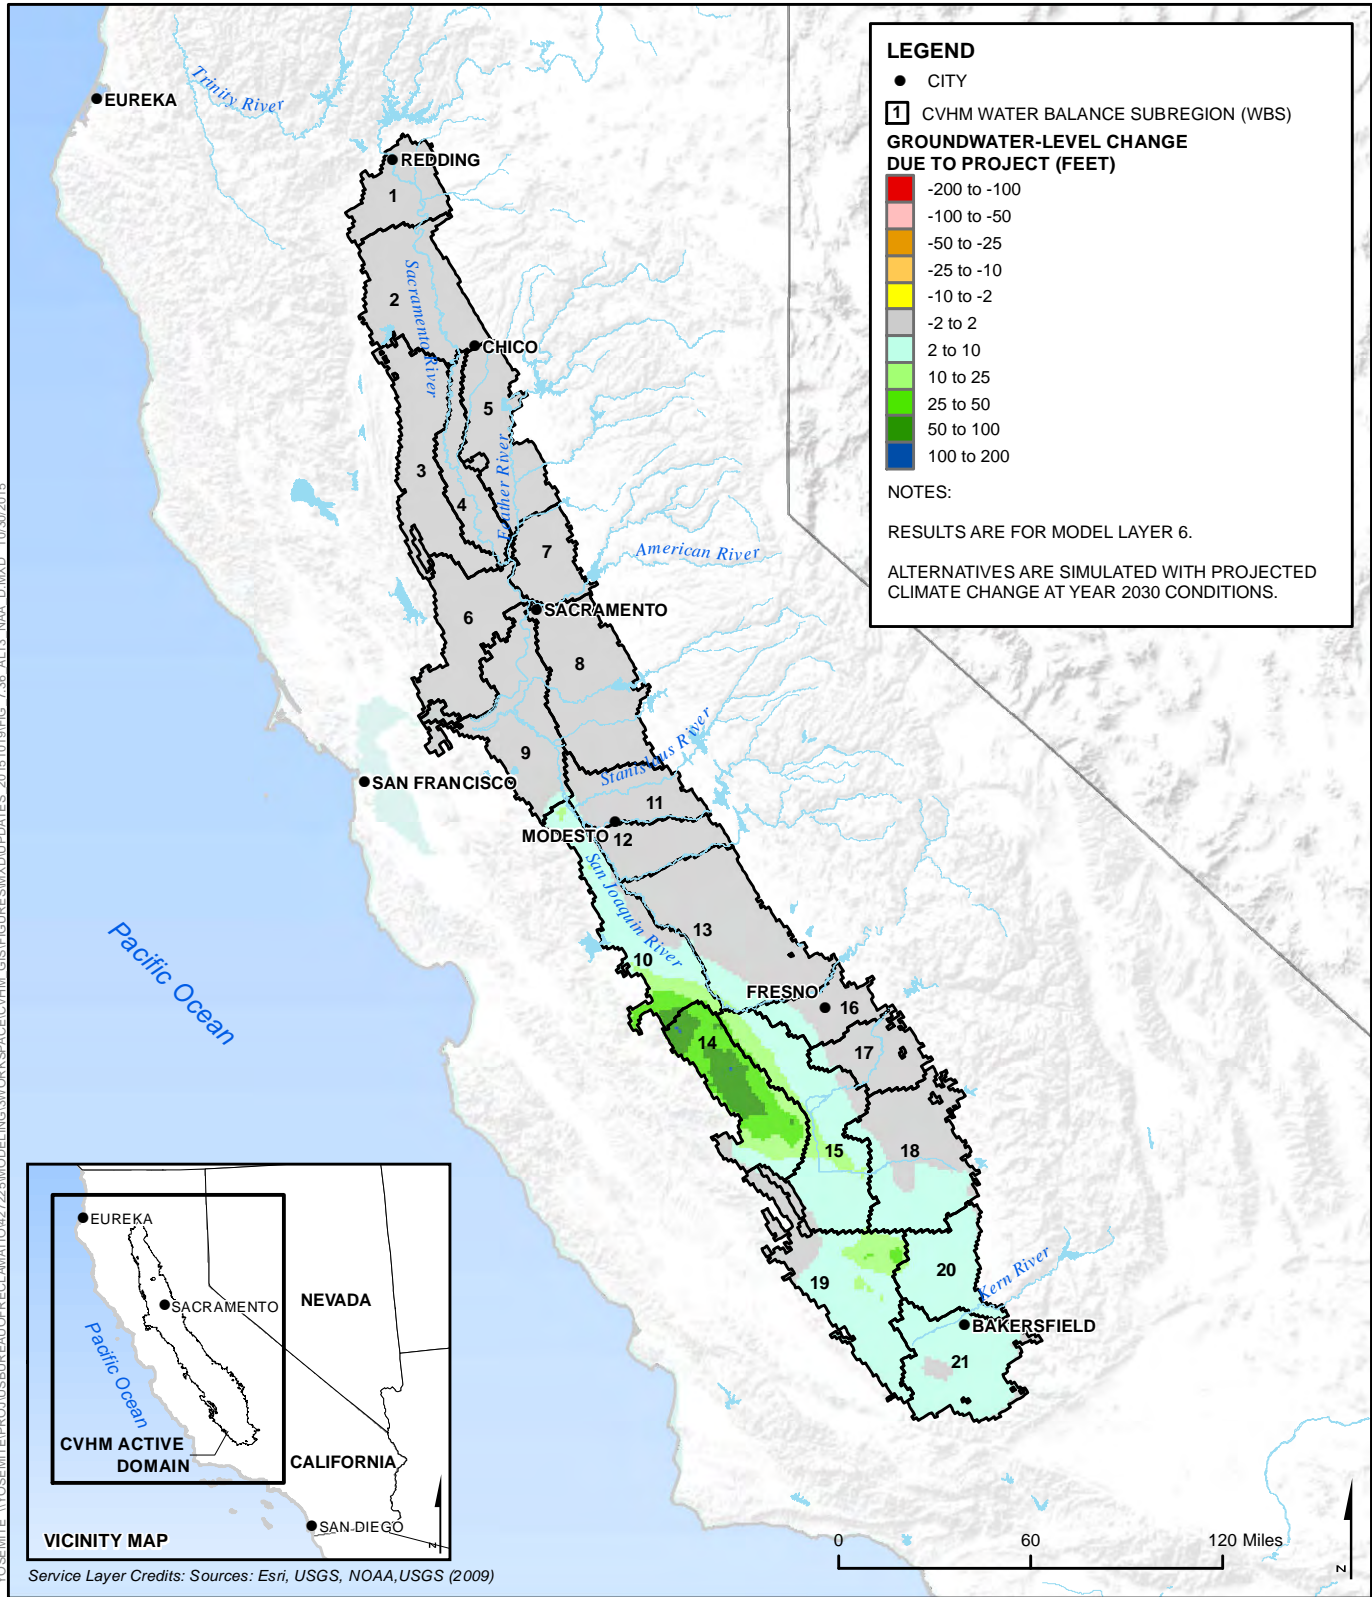 LEGEND
CITY
1 CVHM WATER BALANCE SUBREGION (WBS)
GROUNDWATER-LEVEL CHANGE
DUE TO PROJECT (FEET)
-200 to -100
-100 to -50
-50 to -25
-25 to -10
-10 to -2
-2 to 2
2 to 10
10 to 25
25 to 50
50 to 100
100 to 200
NOTES:
RESULTS ARE FOR MODEL LAYER 6.
ALTERNATIVES ARE SIMULATED WITH PROJECTED
CLIMATE CHANGE AT YEAR 2030 CONDITIONS.
Trinity River
EUREKA
REDDING
1
2
Sacramento River
CHICO
5
3
4
Feather River
7
American River
SACRAMENTO
6
8
9
Stanislaus River
SAN FRANCISCO
11
MODESTO
12
San Joaquin River
13
10
Pacific Ocean
FRESNO
16
14
17
15
18
19
20
Kern River
BAKERSFIELD
21
EUREKA
SACRAMENTO
NEVADA
Pacific Ocean
CVHM ACTIVE
DOMAIN
CALIFORNIA
SAN DIEGO
VICINITY MAP
N
0 60 120 Miles
N
Service Layer Credits: Sources: Esri, USGS, NOAA,USGS (2009)